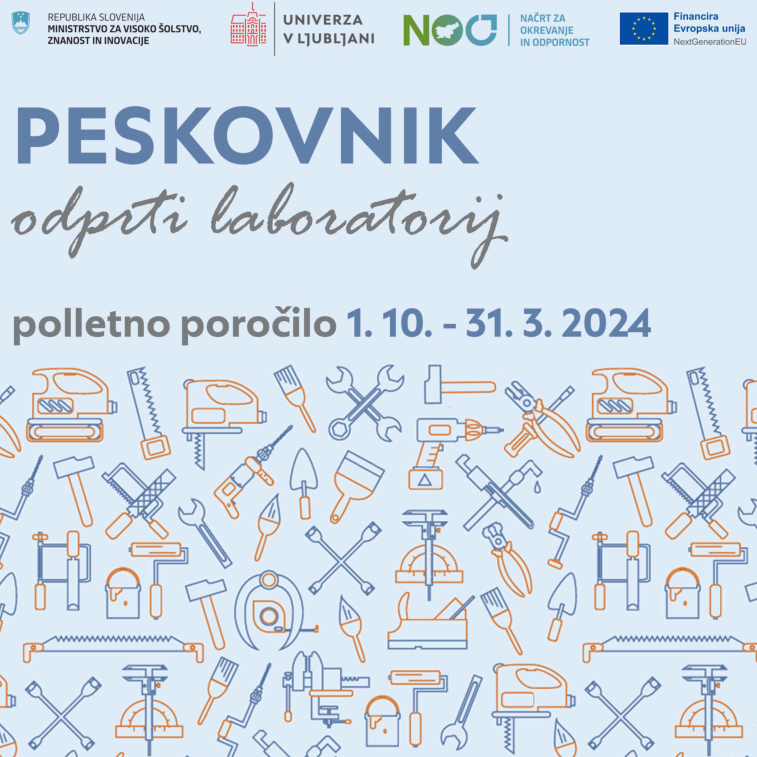 REPUBLIKA SLOVENIJA
MINISTRSTVO ZA VISOKO ŠOLSTVO,
ZNANOST IN INOVACIJE
UNIVERZA
V LJUBLJANI
NOO
NAČRT ZA
OKREVANJE
IN ODPORNOST
Financira
Evropska unija
NextGenerationEU
PESKOVNIK
odprti laboratorij
polletno poročilo 1. 10. - 31. 3. 2024